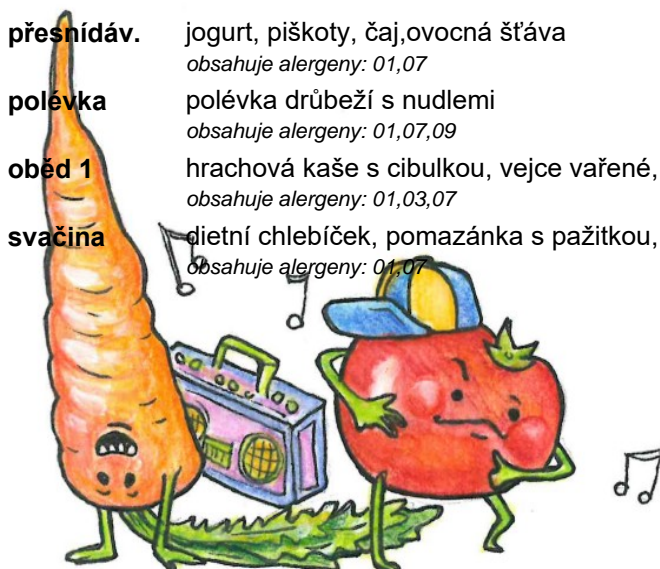 přesnídáv. jogurt, piškoty, čaj,ovocná šťáva
obsahuje alergeny: 01,07
polévka polévka drůbeží s nudlemi
obsahuje alergeny: 01,07,09
oběd 1 hrachová kaše s cibulkou, vejce vařené,
obsahuje alergeny: 01,03,07
svačina dietní chlebíček, pomazánka s pažitkou,
obsahuje alergeny: 01,07